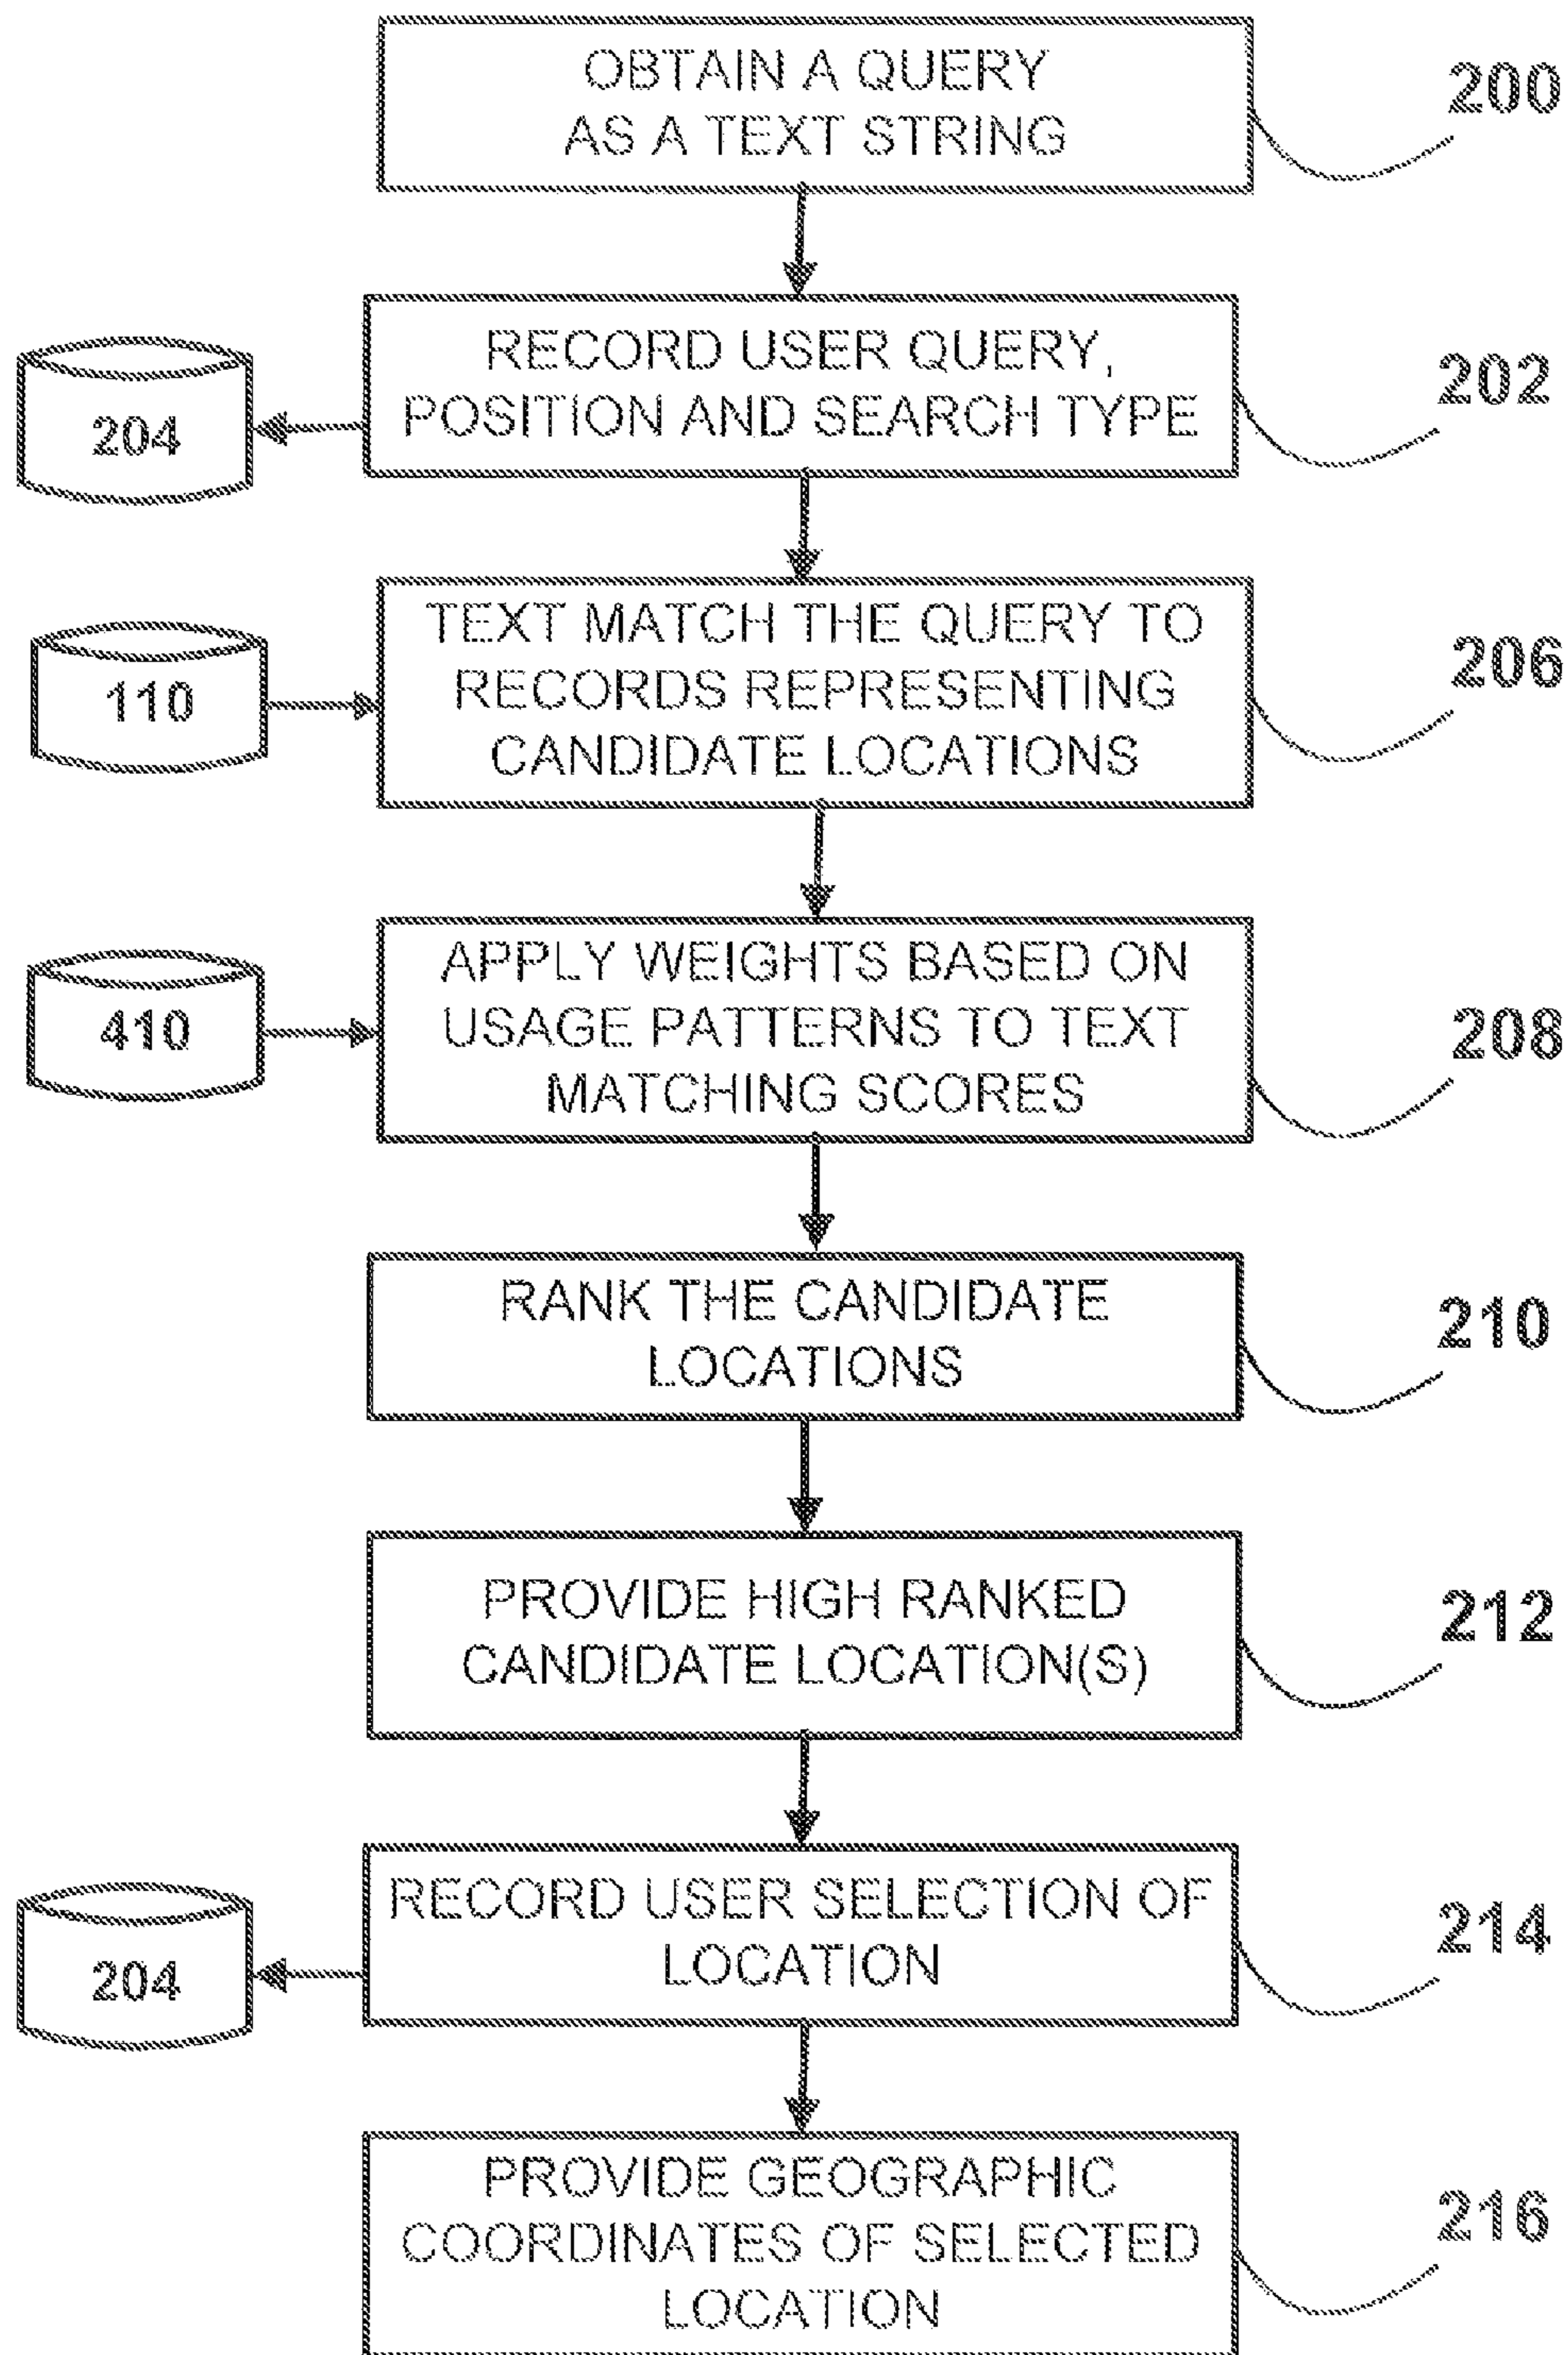 OBTAIN A QUERY
AS A TEXT STRING
200
RECORD USER QUERY,
POSITION AND SEARCH TYPE
202
204
TEXT MATCH THE QUERY TO
RECORDS REPRESENTING
CANDIDATE LOCATIONS
206
110
APPLY WEIGHTS BASED ON
USAGE PATTERNS TO TEXT
MATCHING SCORES
208
410
RANK THE CANDIDATE
LOCATIONS
210
PROVIDE HIGH RANKED
CANDIDATE LOCATION(S)
212
RECORD USER SELECTION OF
LOCATION
214
204
PROVIDE GEOGRAPHIC
COORDINATES OF SELECTED
LOCATION
216